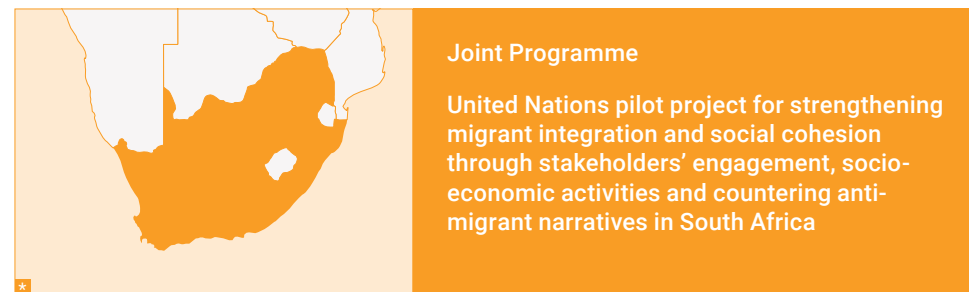 Joint Programme
United Nations pilot project for strengthening
migrant integration and social cohesion
through stakeholders’ engagement, socio-
economic activities and countering anti-
migrant narratives in South Africa
*